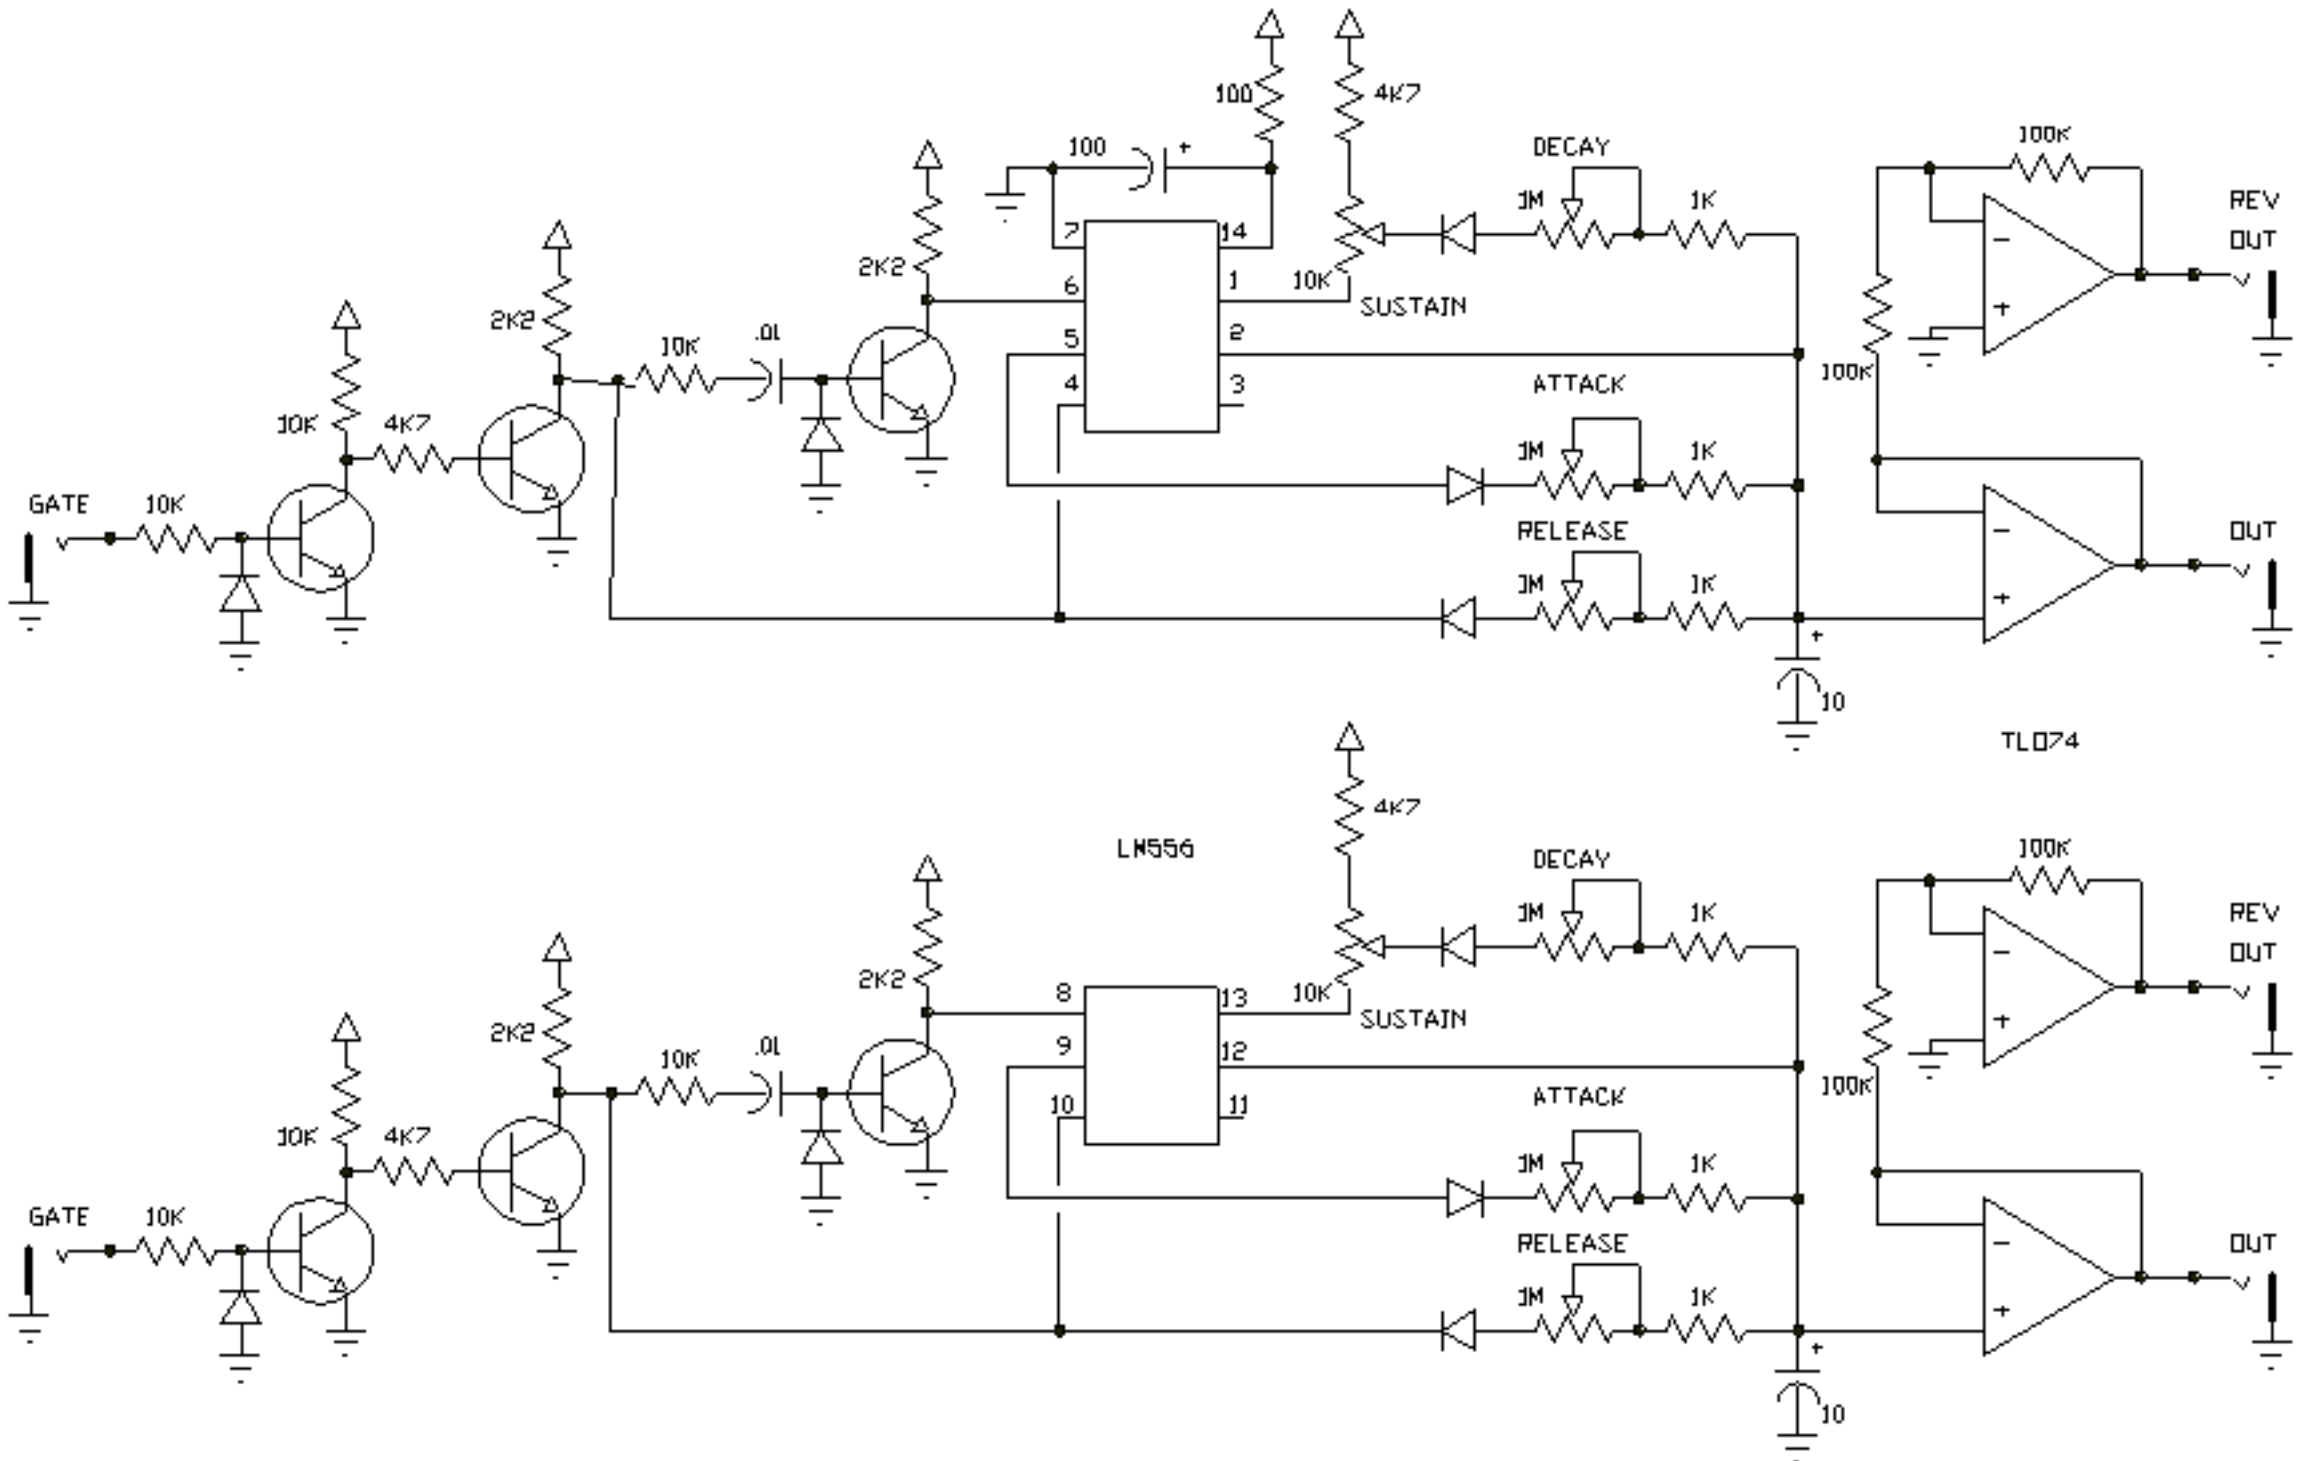 100
4K7
100
+
DECAY
100K
1M
1K
REV
OUT
7
14
2K2
6
1
10K
SUSTAIN
2K2
10K
.01
5
2
4
3
ATTACK
100K
10K
4K7
1M
1K
GATE
10K
RELEASE
OUT
1M
1K
-
+
-
+
+
10
TL074
4K7
LM556
DECAY
100K
1M
1K
REV
OUT
2K2
8
13
10K
SUSTAIN
2K2
10K
.01
9
12
10
11
ATTACK
100K
10K
4K7
1M
1K
GATE
10K
RELEASE
OUT
1M
1K
-
+
-
+
+
10